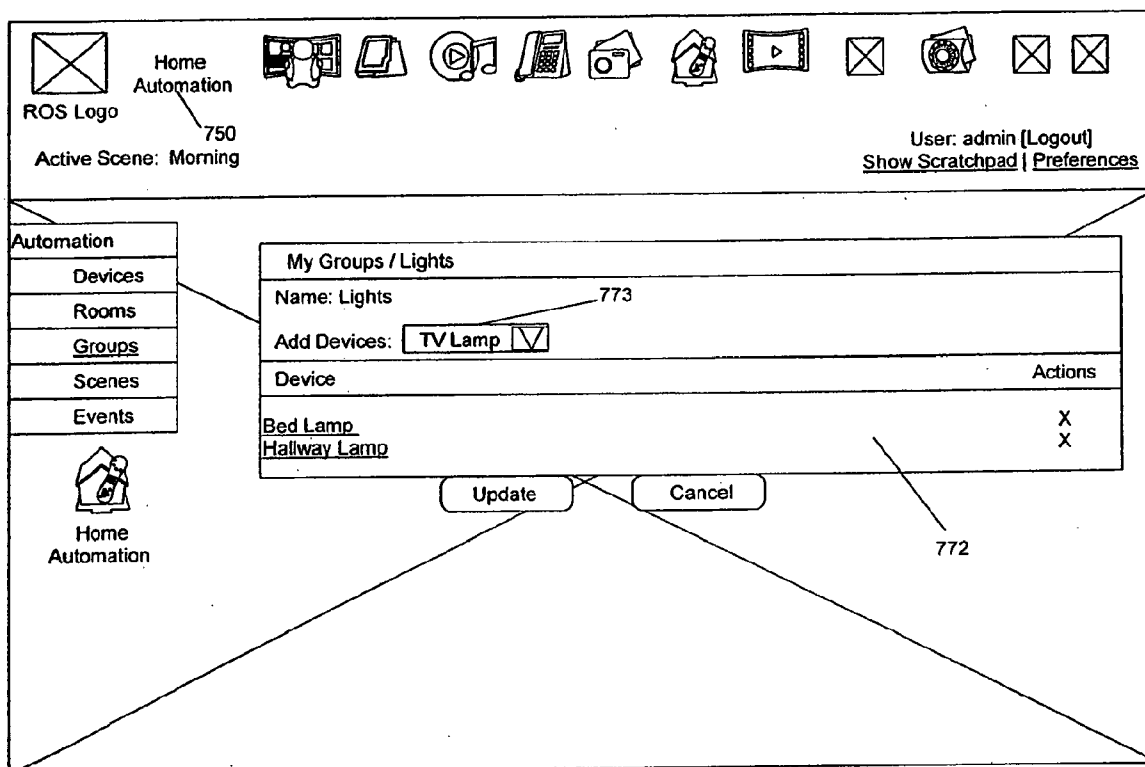 Home
Automation
ROS Logo
750
Active Scene: Morning
User: admin [Logout]
Show Scratchpad | Preferences
Automation
Devices
Rooms
Groups
Scenes
Events
Home
Automation
My Groups / Lights
Name: Lights
773
Add Devices: TV Lamp
Device Actions
Bed Lamp X
Hallway Lamp X
Update Cancel
772